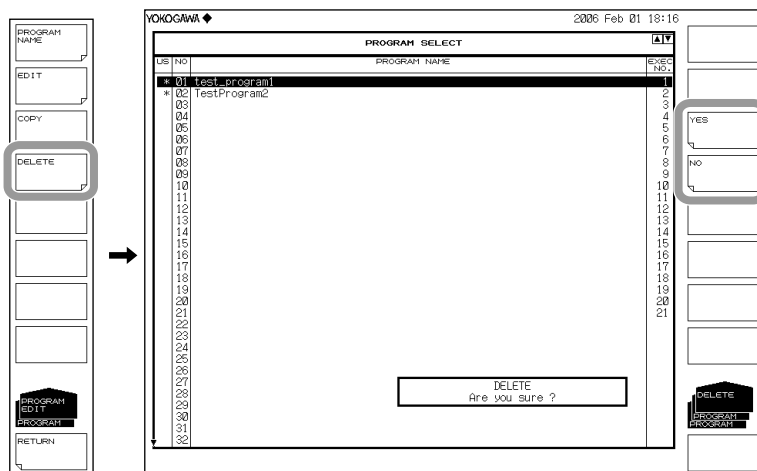 PROGRAM
NAME
EDIT
COPY
DELETE
PROGRAM
EDIT
PROGRAM
RETURN
YOKOGAWA ◆ 2006 Feb 01 18:16
PROGRAM SELECT
US NO PROGRAM NAME EXEC
NO.
* 01 test_program1 1
* 02 TestProgram2 2
03 3
04 4
05 5
06 6
07 7
08 8
09 9
10 10
11 11
12 12
13 13
14 14
15 15
16 16
17 17
18 18
19 19
20 20
21 21
22
23
24
25
26
27
28
29
30
31
32
DELETE
Are you sure ?
YES
NO
DELETE
PROGRAM
PROGRAM